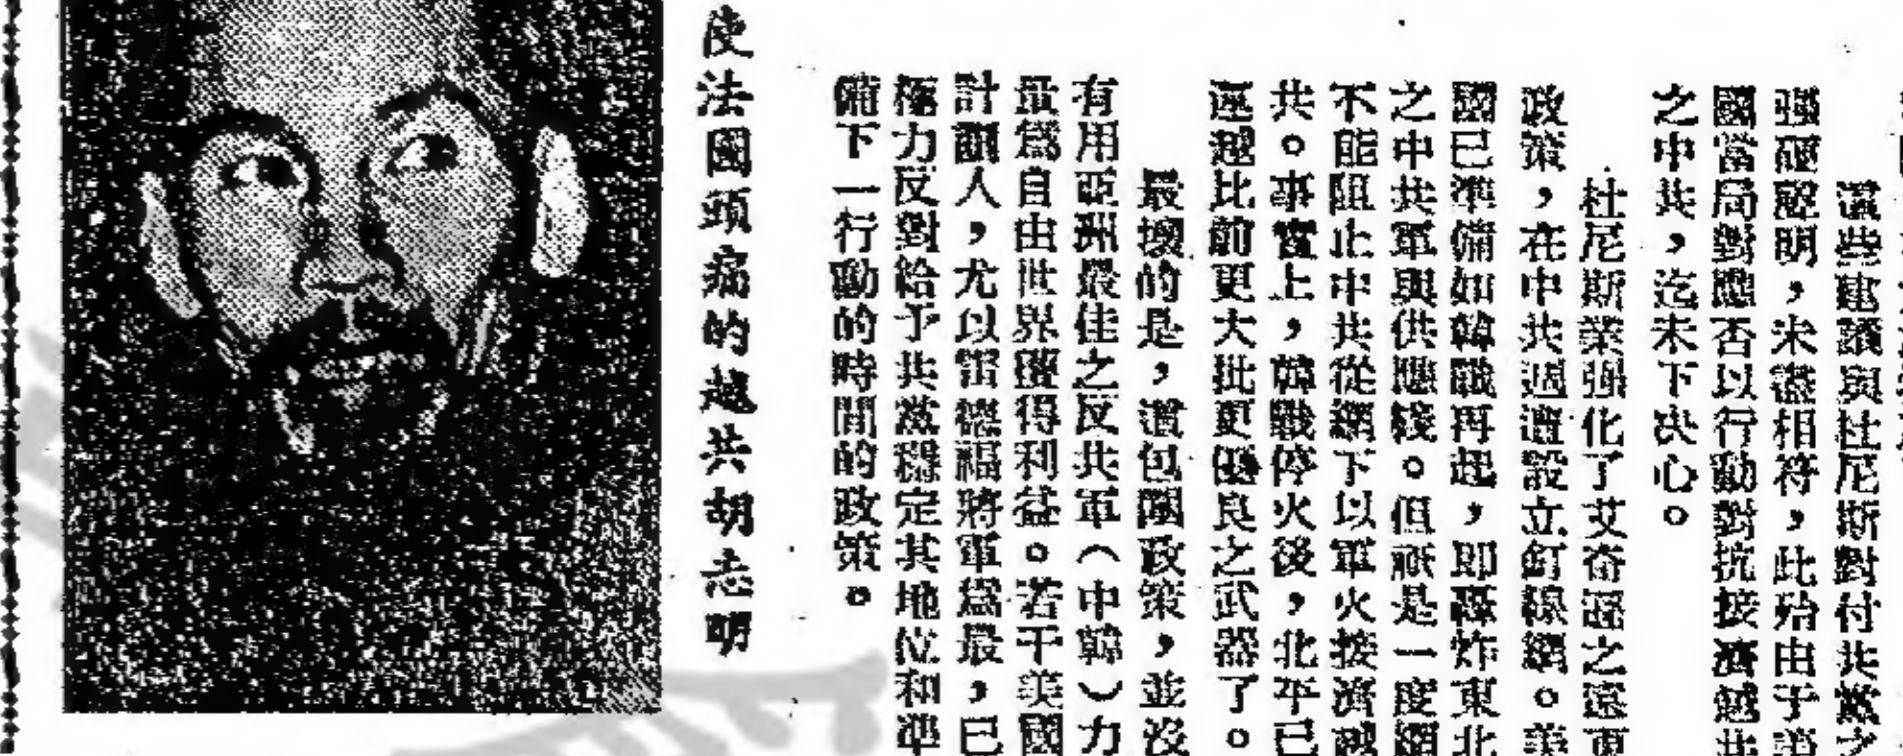 這些建議與杜尼斯對付共黨之
強硬聲明，未盡相符，此殆由于美
國當局對應否以行動對抗接濟越共
之中共，迄未下決心。
杜尼斯業強化了艾奇遜之遠東
政策，在中共週遭設立釘線網。美
國已準備如韓戰再起，即轟炸東北
之中共軍與供應綫。但祇是一度網
不能阻止中共從網下以軍火接濟越
共。事實上，韓戰停火後，北平已
運越比前更大批更優良之武器了。
最壞的是，這包圍政策，並沒
有用亞洲最佳之反共軍（中韓）力
量爲自由世界獲得利益。若干美國
計劃人，尤以雷德福將軍爲最，已
極力反對給予共黨穩定其地位和準
備下一行動的時間的政策。
使法國頭痛的越共胡志明